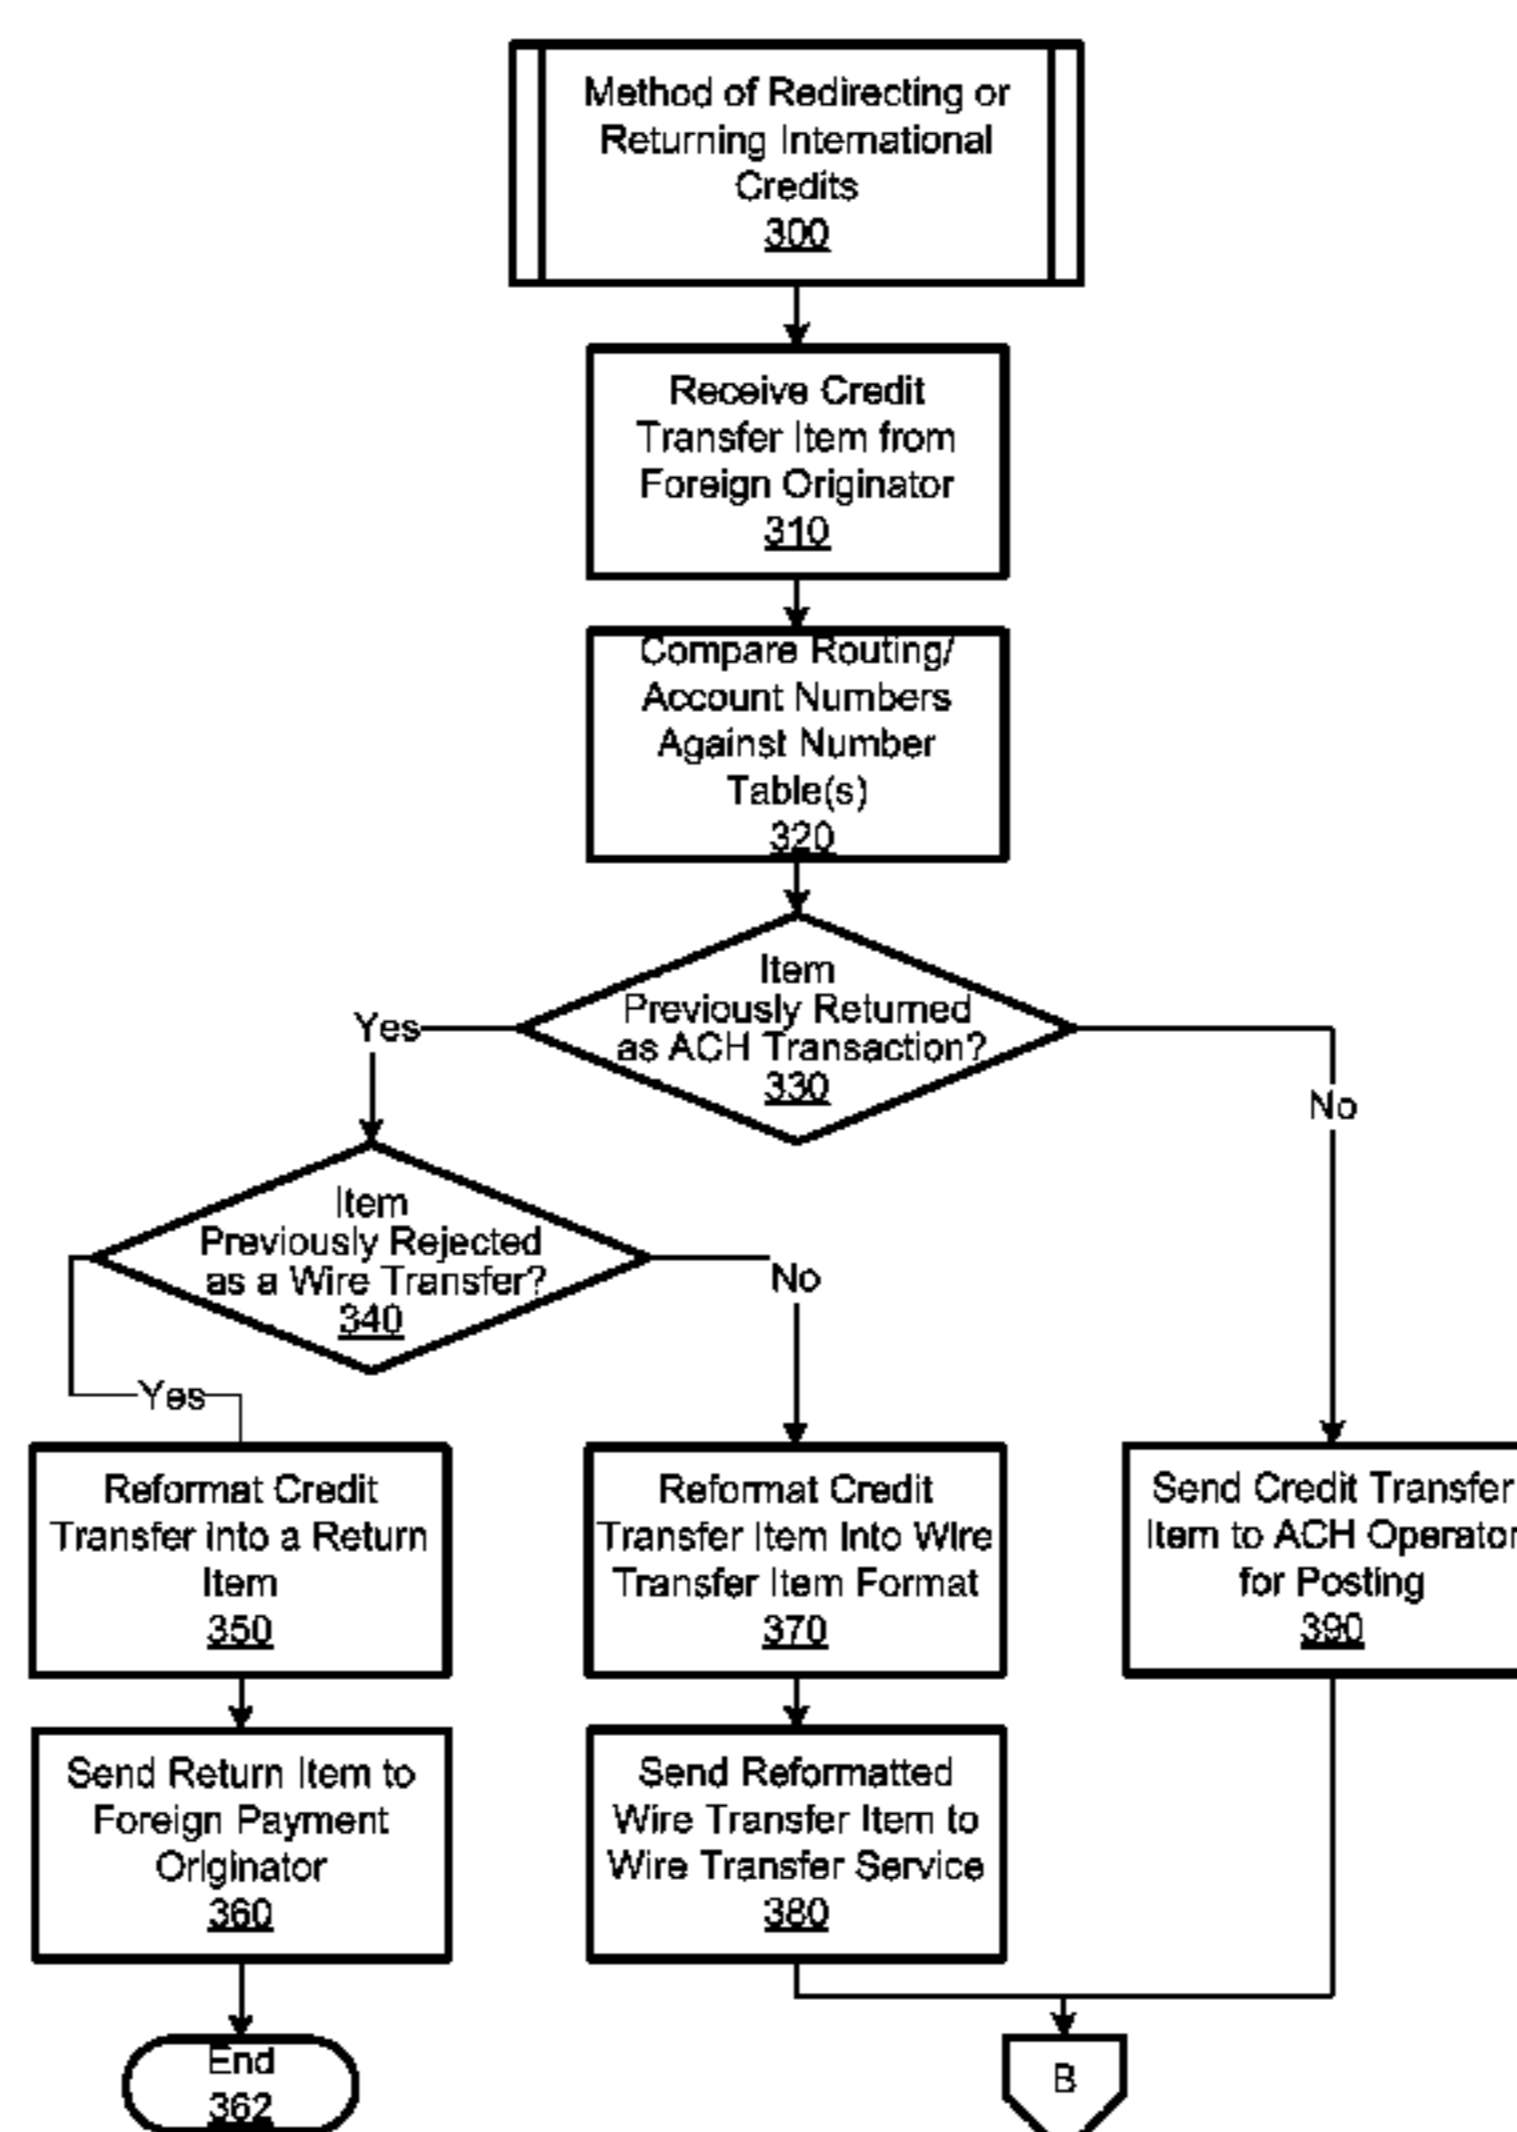 Method of Redirecting or
Returning International
Credits
300
Receive Credit
Transfer Item from
Foreign Originator
310
Compare Routing/
Account Numbers
Against Number
Table(s)
320
Item
Previously Returned
as ACH Transaction?
330
Yes
No
Item
Previously Rejected
as a Wire Transfer?
340
No
Yes
Reformat Credit
Transfer into a Return
Item
350
Reformat Credit
Transfer Item Into Wire
Transfer Item Format
370
Send Credit Transfer
Item to ACH Operator
for Posting
390
Send Return Item to
Foreign Payment
Originator
360
Send Reformatted
Wire Transfer Item to
Wire Transfer Service
380
End
362
B